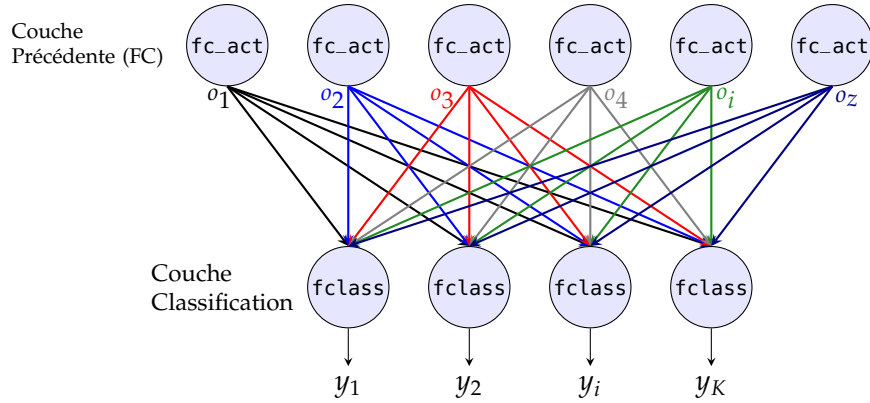 Couche
Précédente (FC)
fc_act fc_act fc_act fc_act fc_act fc_act
o1 o2 o3 o4 oi oz
Couche
Classification
fclass fclass fclass fclass
y1 y2 yi yK